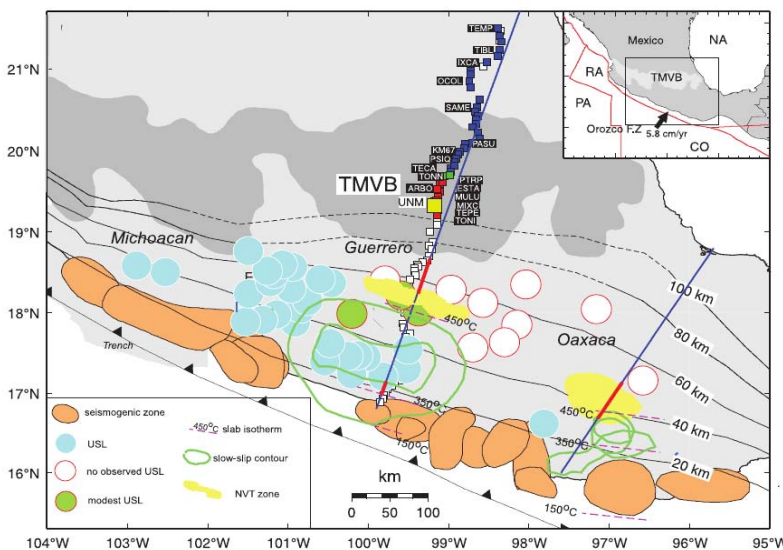 21°N
20°N
19°N
18°N
17°N
16°N
104°W
103°W
102°W
101°W
100°W
99°W
98°W
97°W
96°W
95°W
TEMP
TIBL
IXCA
OCOL
SAME
PASU
KM67
PSIQ
TECA
TONN
ARBO
UNM
PTRP
ESTA
MULU
MIXC
TEPE
TONI
TMVB
Michoacan
Guerrero
Oaxaca
Trench
450°C
350°C
150°C
450°C
350°C
150°C
100 km
80 km
60 km
40 km
20 km
Mexico
NA
TMVB
RA
PA
Orozco F.Z
5.8 cm/yr
CO
seismogenic zone
USL
no observed USL
modest USL
450°C slab isotherm
slow-slip contour
NVT zone
km
0 50 100